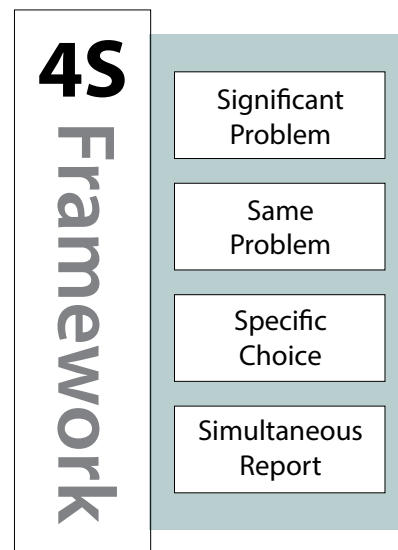 4S
Framework
Significant
Problem
Same
Problem
Specific
Choice
Simultaneous
Report